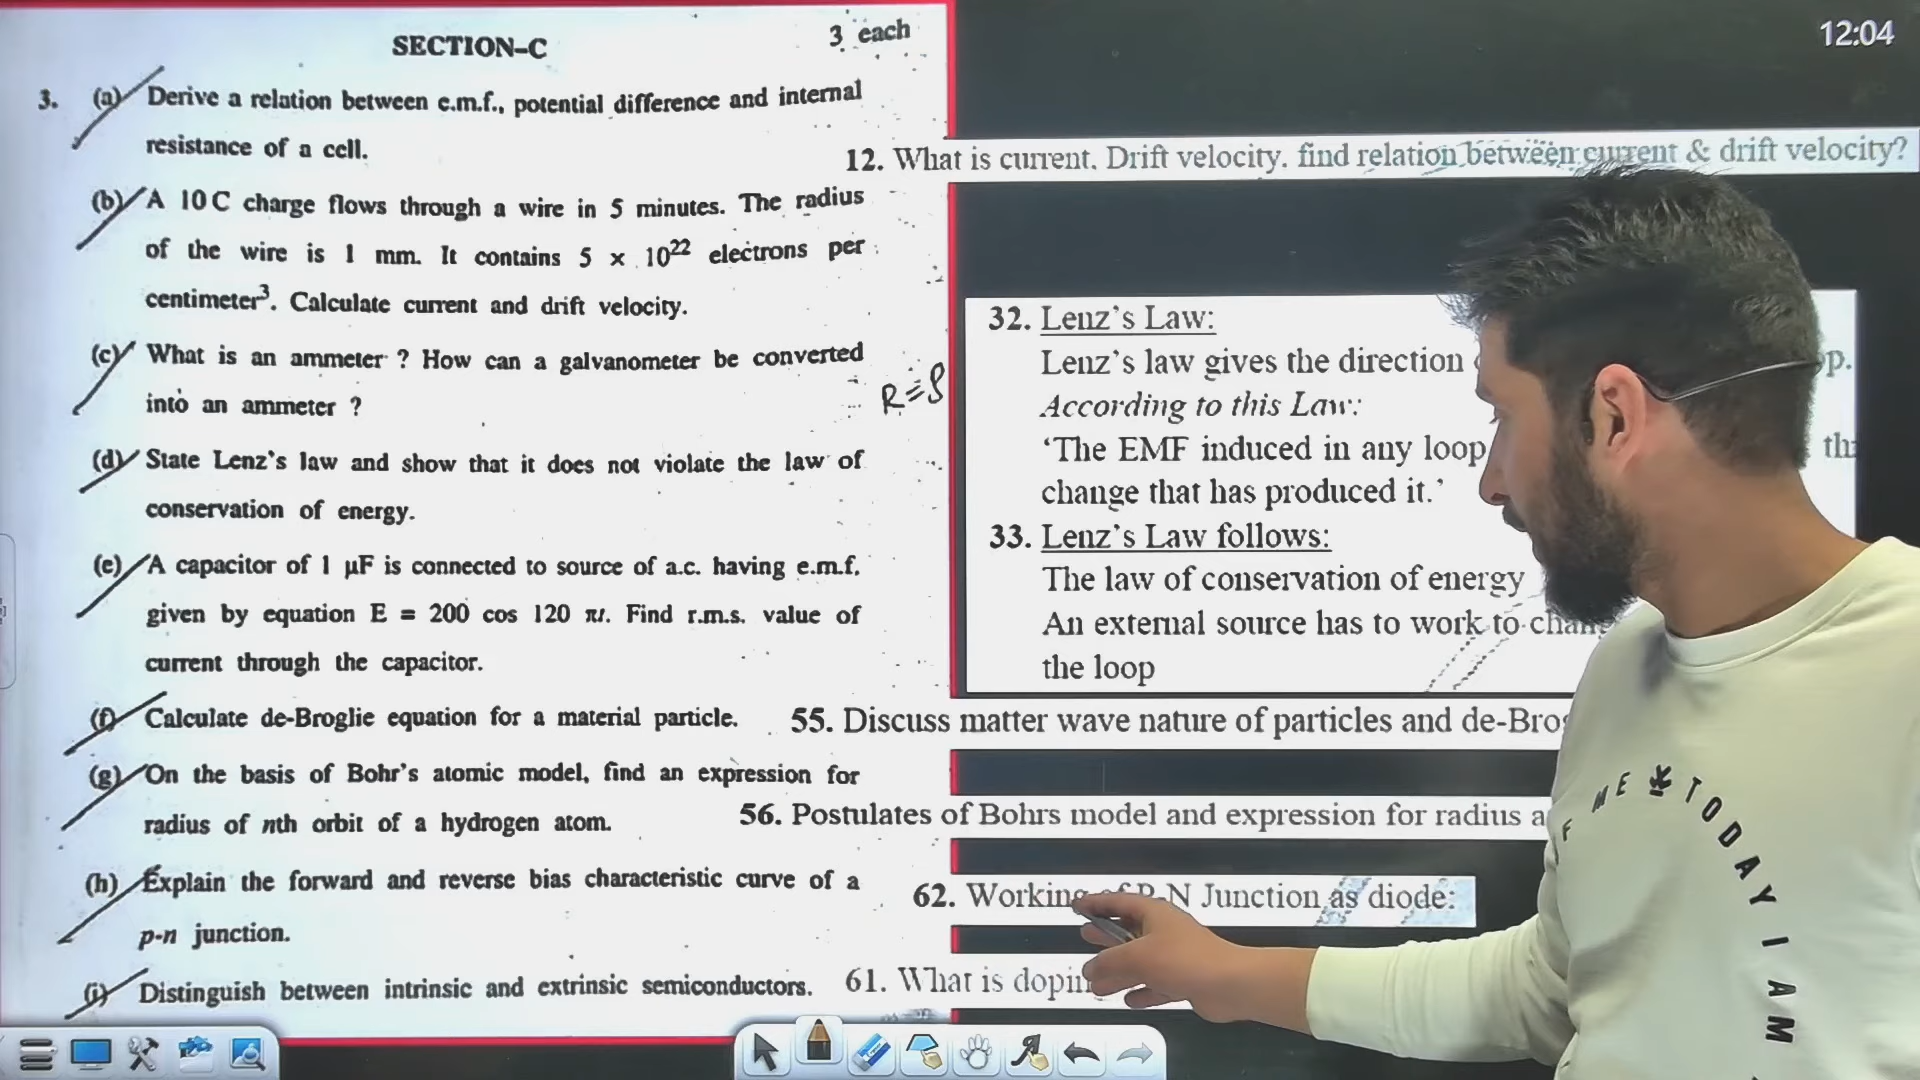 SECTION–C
3 each
12:04
3. (a) Derive a relation between e.m.f., potential difference and internal
resistance of a cell.
(b) A 10 C charge flows through a wire in 5 minutes. The radius
of the wire is 1 mm. It contains 5 × 10²² electrons per
centimeter³. Calculate current and drift velocity.
(c) What is an ammeter ? How can a galvanometer be converted
into an ammeter ?
(d) State Lenz's law and show that it does not violate the law of
conservation of energy.
(e) A capacitor of 1 μF is connected to source of a.c. having e.m.f.
given by equation E = 200 cos 120 πt. Find r.m.s. value of
current through the capacitor.
(f) Calculate de-Broglie equation for a material particle.
(g) On the basis of Bohr's atomic model, find an expression for
radius of nth orbit of a hydrogen atom.
(h) Explain the forward and reverse bias characteristic curve of a
p-n junction.
(i) Distinguish between intrinsic and extrinsic semiconductors.
12. What is current. Drift velocity. find relation between current & drift velocity?
R = ρ
32. Lenz's Law:
Lenz's law gives the direction
op.
According to this Law:
'The EMF induced in any loop
change that has produced it.'
33. Lenz's Law follows:
The law of conservation of energy
An external source has to work to
the loop
55. Discuss matter wave nature of particles and
56. Postulates of Bohrs model and expression for radius
62. Working of P-N Junction as diode:
61. What is
ME TODAY I AM